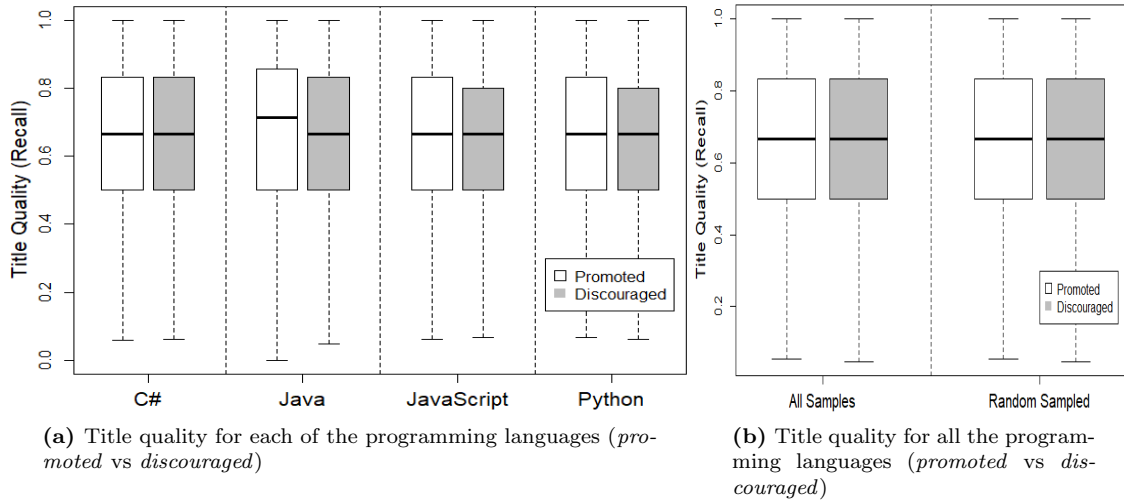 Title Quality (Recall)
1.0
0.8
0.6
0.4
0.2
0.0
Promoted
Discouraged
C#
Java
JavaScript
Python
(a) Title quality for each of the programming languages (pro-
moted vs discouraged)
Title Quality (Recall)
1.0
0.8
0.6
0.4
0.2
Promoted
Discouraged
All Samples
Random Sampled
(b) Title quality for all the program-
ming languages (promoted vs dis-
couraged)